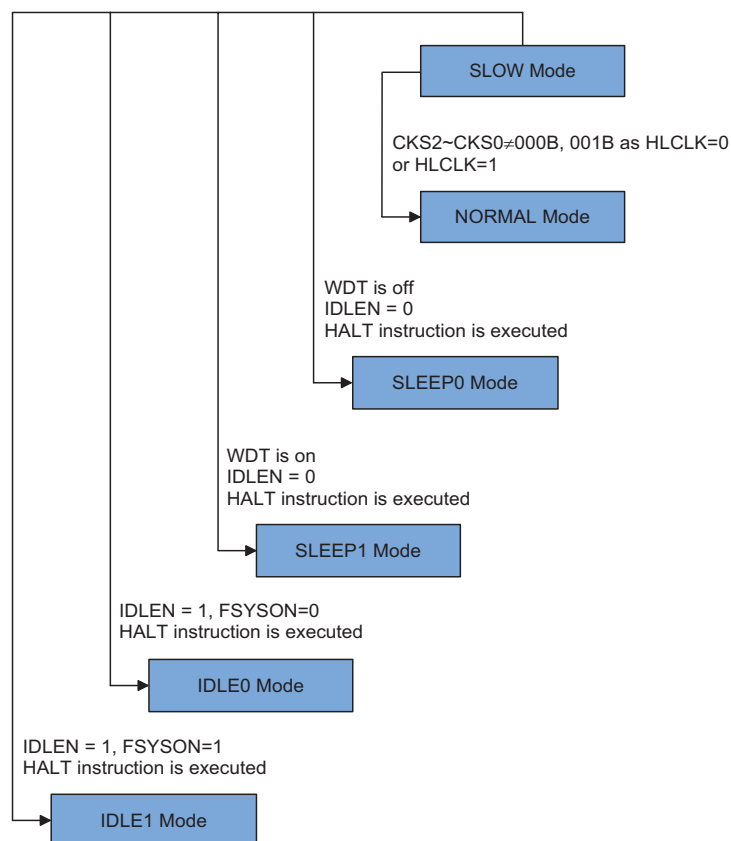 SLOW Mode
CKS2~CKS0≠000B, 001B as HLCLK=0
or HLCLK=1
NORMAL Mode
WDT is off
IDLEN = 0
HALT instruction is executed
SLEEP0 Mode
WDT is on
IDLEN = 0
HALT instruction is executed
SLEEP1 Mode
IDLEN = 1, FSYSON=0
HALT instruction is executed
IDLE0 Mode
IDLEN = 1, FSYSON=1
HALT instruction is executed
IDLE1 Mode